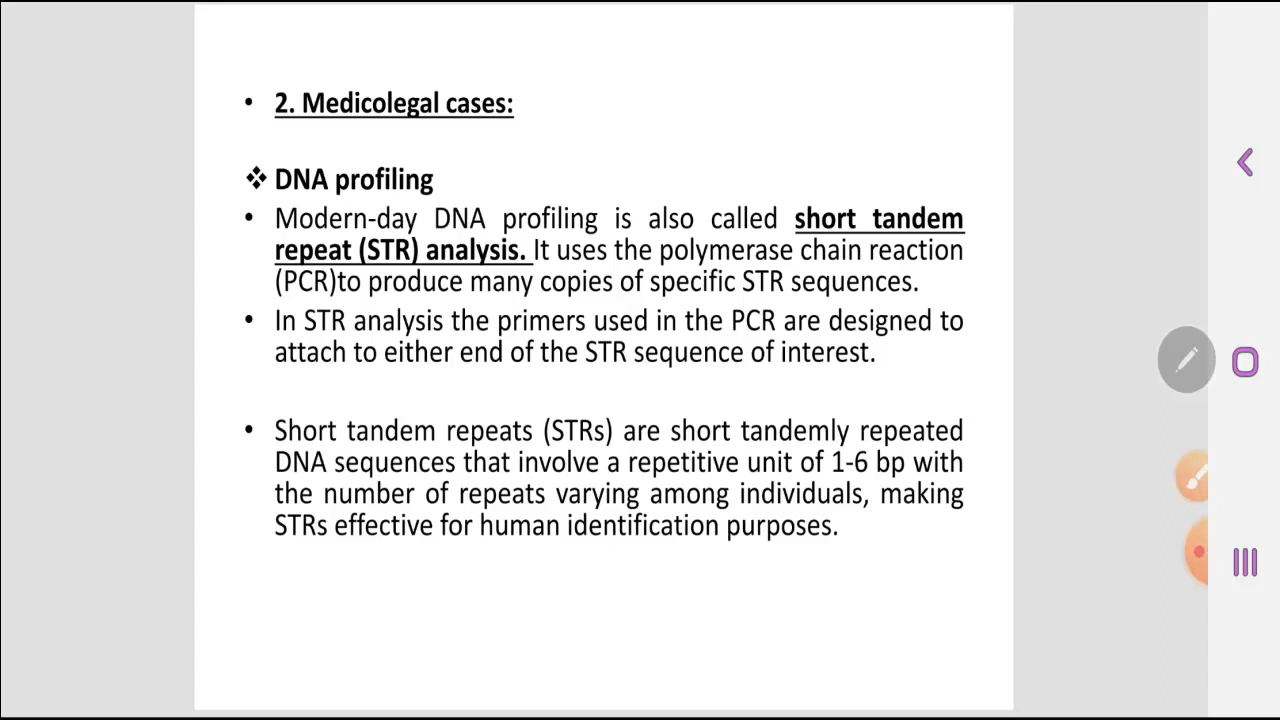 • 2. Medicolegal cases:
❖ DNA profiling
• Modern-day DNA profiling is also called short tandem
repeat (STR) analysis. It uses the polymerase chain reaction
(PCR)to produce many copies of specific STR sequences.
• In STR analysis the primers used in the PCR are designed to
attach to either end of the STR sequence of interest.
• Short tandem repeats (STRs) are short tandemly repeated
DNA sequences that involve a repetitive unit of 1-6 bp with
the number of repeats varying among individuals, making
STRs effective for human identification purposes.